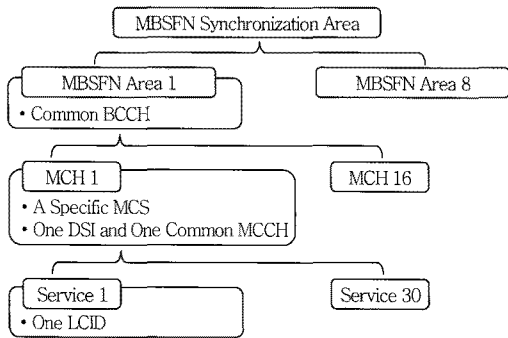 MBSFN Synchronization Area
MBSFN Area 1
MBSFN Area 8
• Common BCCH
MCH 1
MCH 16
• A Specific MCS
• One DSI and One Common MCCH
Service 1
Service 30
• One LCID